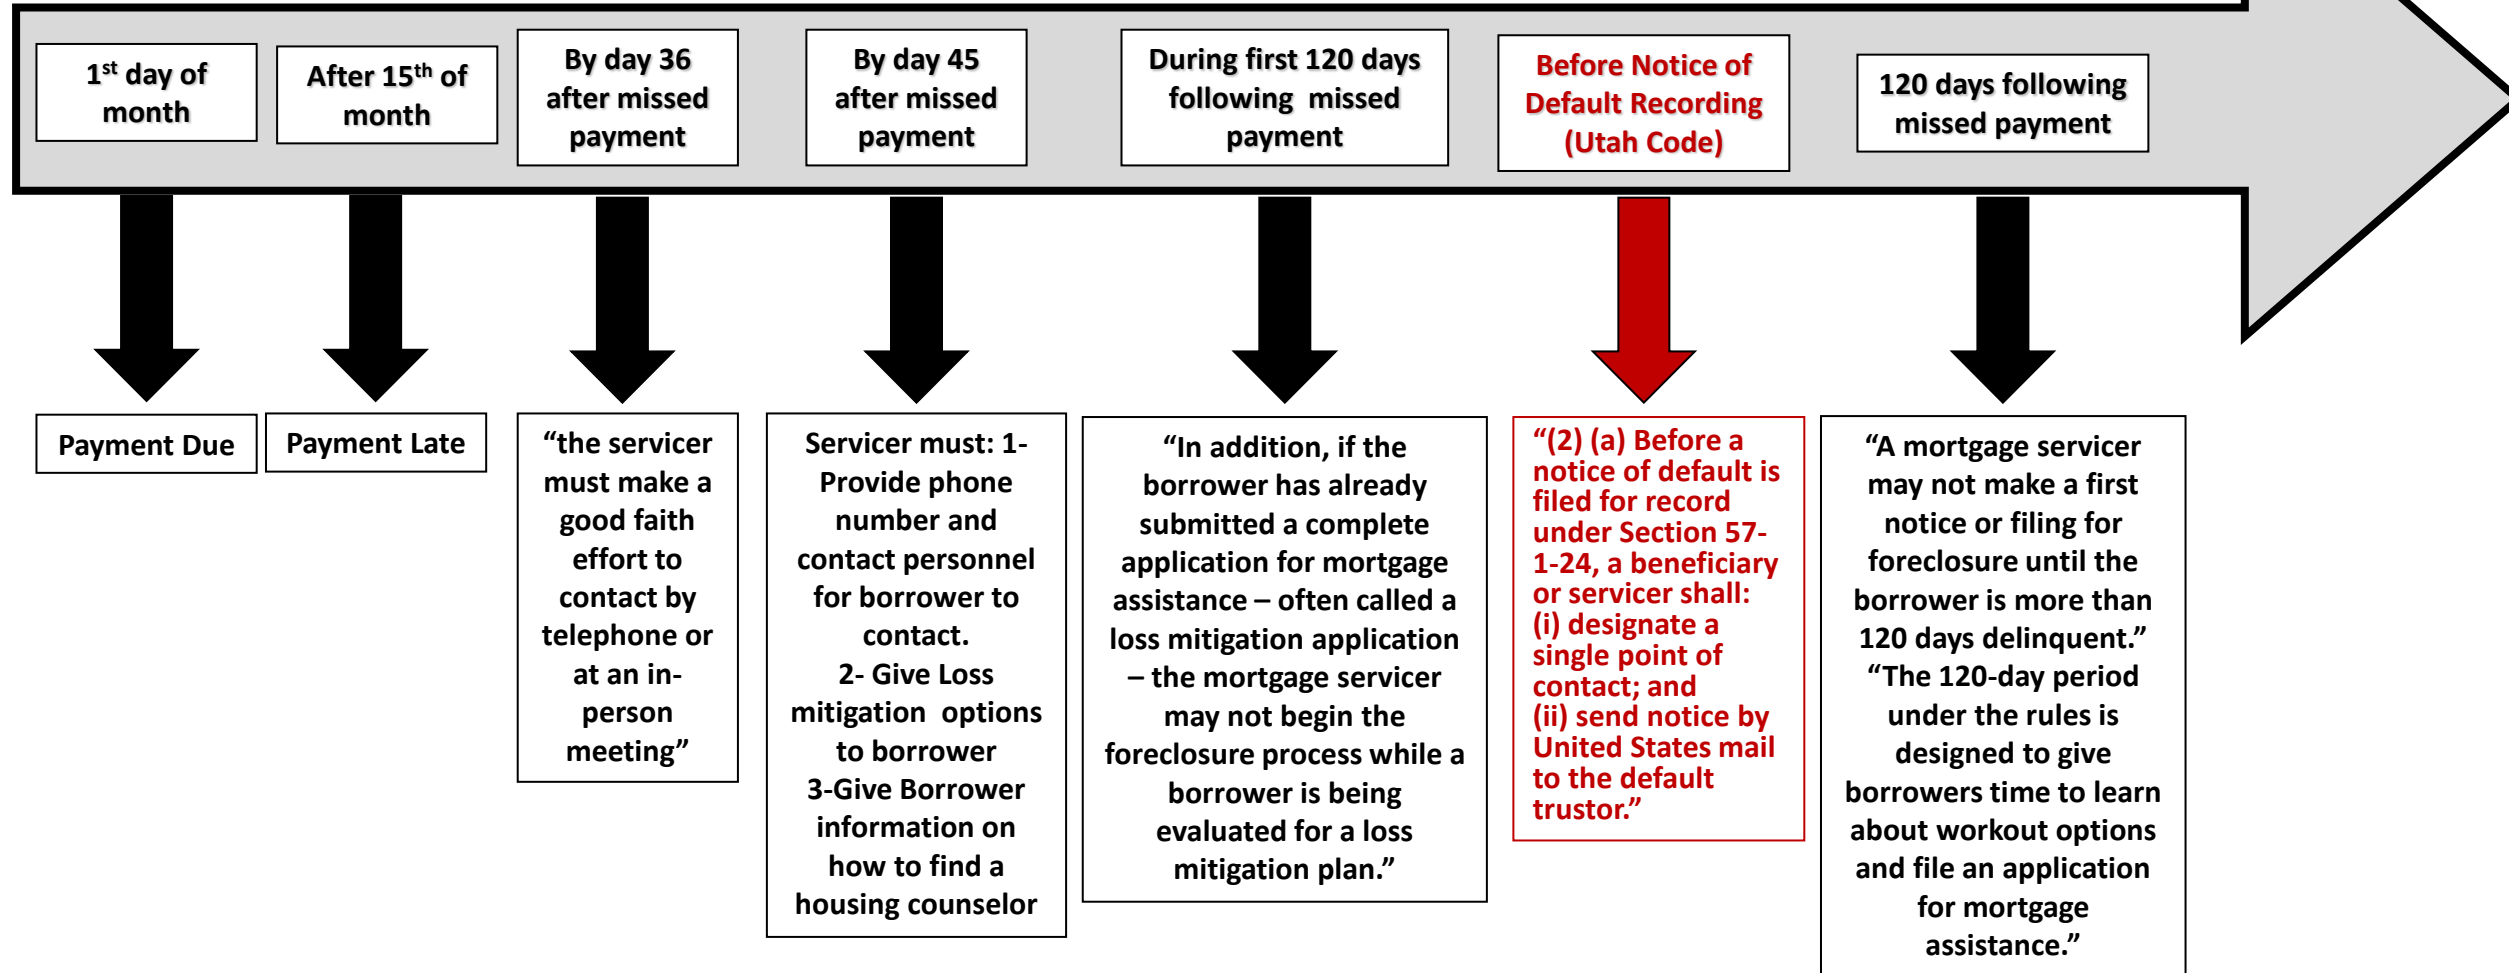 1st day of
month
After 15th of
month
By day 36
after missed
payment
By day 45
after missed
payment
During first 120 days
following missed
payment
Before Notice of
Default Recording
(Utah Code)
120 days following
missed payment
Payment Due
Payment Late
“the servicer
must make a
good faith
effort to
contact by
telephone or
at an in-
person
meeting”
Servicer must: 1-
Provide phone
number and
contact personnel
for borrower to
contact.
2- Give Loss
mitigation options
to borrower
3-Give Borrower
information on
how to find a
housing counselor
“In addition, if the
borrower has already
submitted a complete
application for mortgage
assistance – often called a
loss mitigation application
– the mortgage servicer
may not begin the
foreclosure process while a
borrower is being
evaluated for a loss
mitigation plan.”
“(2) (a) Before a
notice of default is
filed for record
under Section 57-
1-24, a beneficiary
or servicer shall:
(i) designate a
single point of
contact; and
(ii) send notice by
United States mail
to the default
trustor.”
“A mortgage servicer
may not make a first
notice or filing for
foreclosure until the
borrower is more than
120 days delinquent.”
“The 120-day period
under the rules is
designed to give
borrowers time to learn
about workout options
and file an application
for mortgage
assistance.”